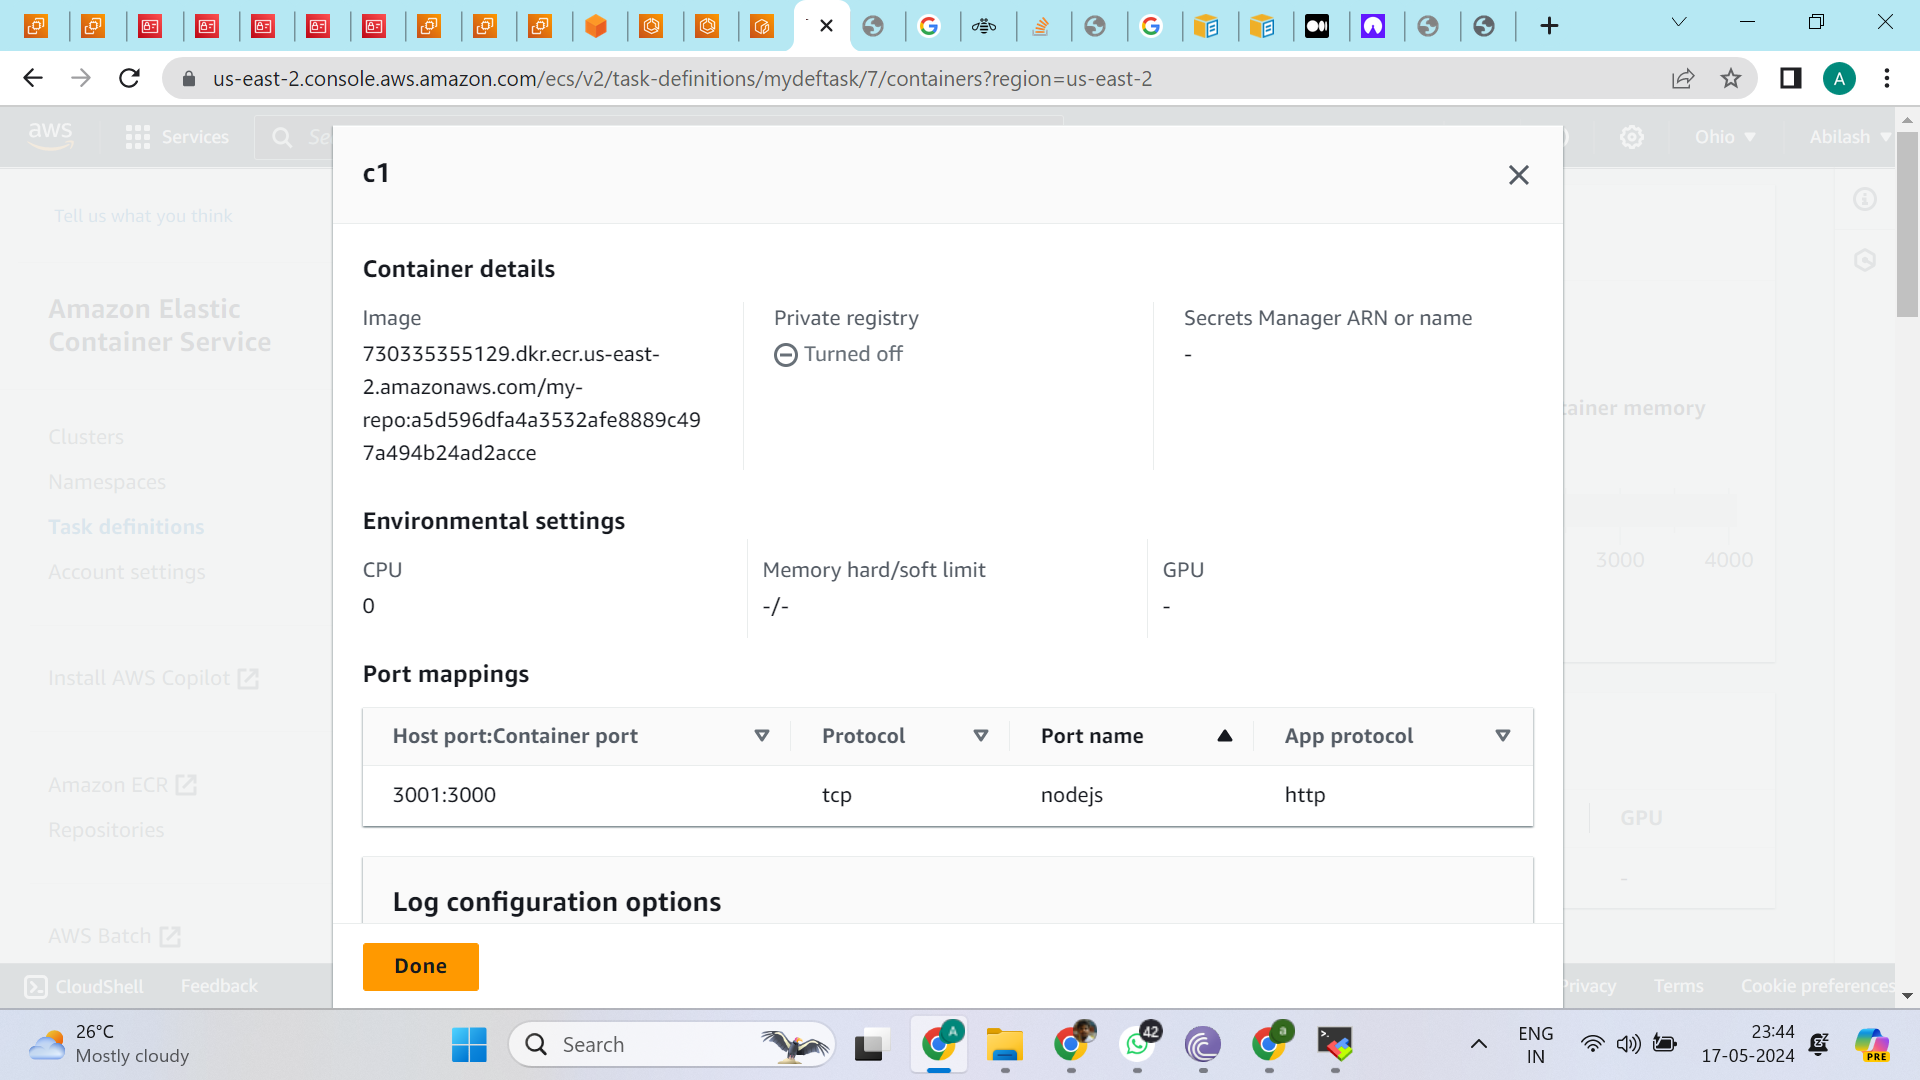 us-east-2.console.aws.amazon.com/ecs/v2/task-definitions/mydeftask/7/containers?region=us-east-2
A
aws
Services
Ohio
Abilash
c1
Tell us what you think
Container details
Amazon Elastic
Container Service
Image
Private registry
Secrets Manager ARN or name
730335355129.dkr.ecr.us-east-
2.amazonaws.com/my-
repo:a5d596dfa4a3532afe8889c49
7a494b24ad2acce
Turned off
-
tainer memory
Clusters
Namespaces
Task definitions
Account settings
Environmental settings
CPU
Memory hard/soft limit
GPU
0
-/-
-
3000
4000
Install AWS Copilot
Port mappings
Host port:Container port
Protocol
Port name
App protocol
3001:3000
tcp
nodejs
http
Amazon ECR
Repositories
GPU
-
Log configuration options
AWS Batch
Done
CloudShell
Feedback
Privacy
Terms
Cookie preferences
26°C
Mostly cloudy
Search
A
42
a
ENG
IN
23:44
17-05-2024
PRE